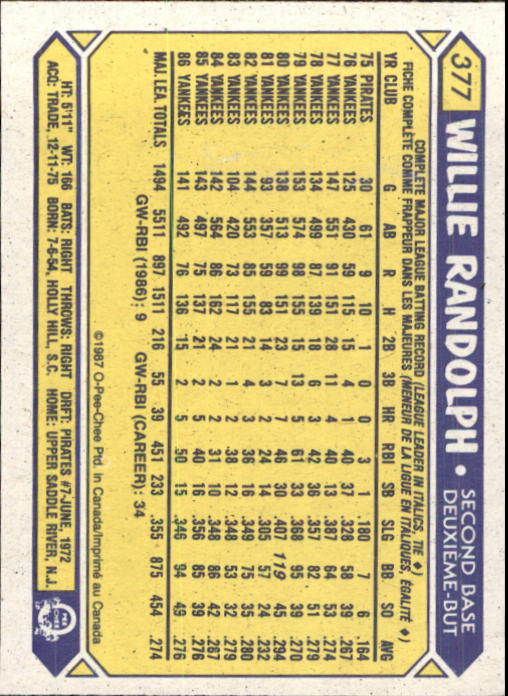 377 WILLIE RANDOLPH • SECOND BASE
DEUXIÈME-BUT
COMPLETE MAJOR LEAGUE BATTING RECORD (LEAGUE LEADER IN ITALICS, TIE ♦)
FICHE COMPLÈTE COMME FRAPPEUR DANS LES MAJEURES (MENEUR DE LA LIGUE EN ITALIQUES, ÉGALITÉ ♦)
YR CLUB G AB R H 2B 3B HR RBI SB SLG BB SO AVG
75 PIRATES 30 61 9 10 1 0 0 3 1 .180 7 6 .164
76 YANKEES 125 430 59 115 15 4 1 40 37 .328 58 39 .267
77 YANKEES 147 551 91 151 28 11 4 40 13 .387 64 53 .274
78 YANKEES 134 499 87 139 18 6 3 42 36 .357 82 51 .279
79 YANKEES 153 574 98 155 15 13 5 61 33 .368 95 39 .270
80 YANKEES 138 513 99 151 23 7 7 46 30 .407 119 45 .294
81 YANKEES 93 357 59 83 14 3 2 24 14 .305 57 24 .232
82 YANKEES 144 553 85 155 21 4 3 36 16 .349 75 35 .280
83 YANKEES 104 420 73 117 21 1 2 38 12 .348 53 32 .279
84 YANKEES 142 564 86 162 24 2 2 31 10 .348 86 42 .267
85 YANKEES 143 497 75 137 21 2 5 40 16 .356 85 39 .276
86 YANKEES 141 492 76 136 15 2 5 50 15 .346 94 49 .276
MAJ. LEA. TOTALS 1494 5511 897 1511 216 55 39 451 233 .355 875 454 .274
GW-RBI (1986): 9 GW-RBI (CAREER): 34
©1987 O-Pee-Chee Ptd. in Canada/Imprimé au Canada
HT: 5'11" WT: 166 BATS: RIGHT THROWS: RIGHT DRFT: PIRATES #7-JUNE, 1972
ACQ: TRADE, 12-11-75 BORN: 7-6-54, HOLLY HILL, S.C. HOME: UPPER SADDLE RIVER, N.J.
O
PEE
CHEE